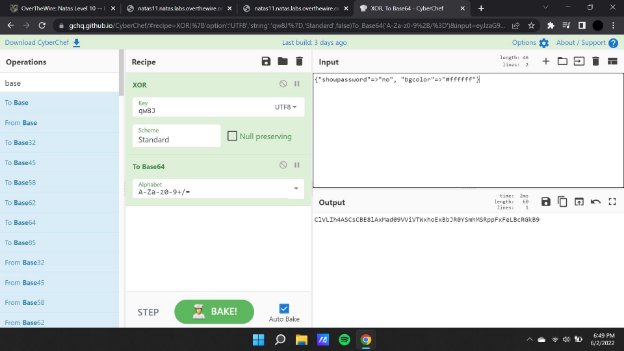 OverTheWire: Natas Level 10
natas11.natas.labs.overthewire.o
natas11.natas.labs.overthewire.o
XOR, To Base64 - CyberChef
gchq.github.io/CyberChef/#recipe=XOR(%7B'option':'UTF8','string':'qw8J'%7D,'Standard',false)To_Base64('A-Za-z0-9%2B/%3D')&input=eyJzaG9...
Download CyberChef
Last build: 3 days ago
Options
About / Support
Operations
base
To Base
From Base
To Base32
To Base45
To Base58
To Base62
To Base64
To Base85
From Base32
From Base45
From Base58
From Base62
Recipe
XOR
Key
qw8J
UTF8
Scheme
Standard
Null preserving
To Base64
Alphabet
A-Za-z0-9+/=
STEP
BAKE!
Auto Bake
Input
length:
lines: 2
{"showpassword"=>"no", "bgcolor"=>"#ffffff"}
Output
time: 2ms
length: 60
lines: 1
6:49 PM
6/2/2022